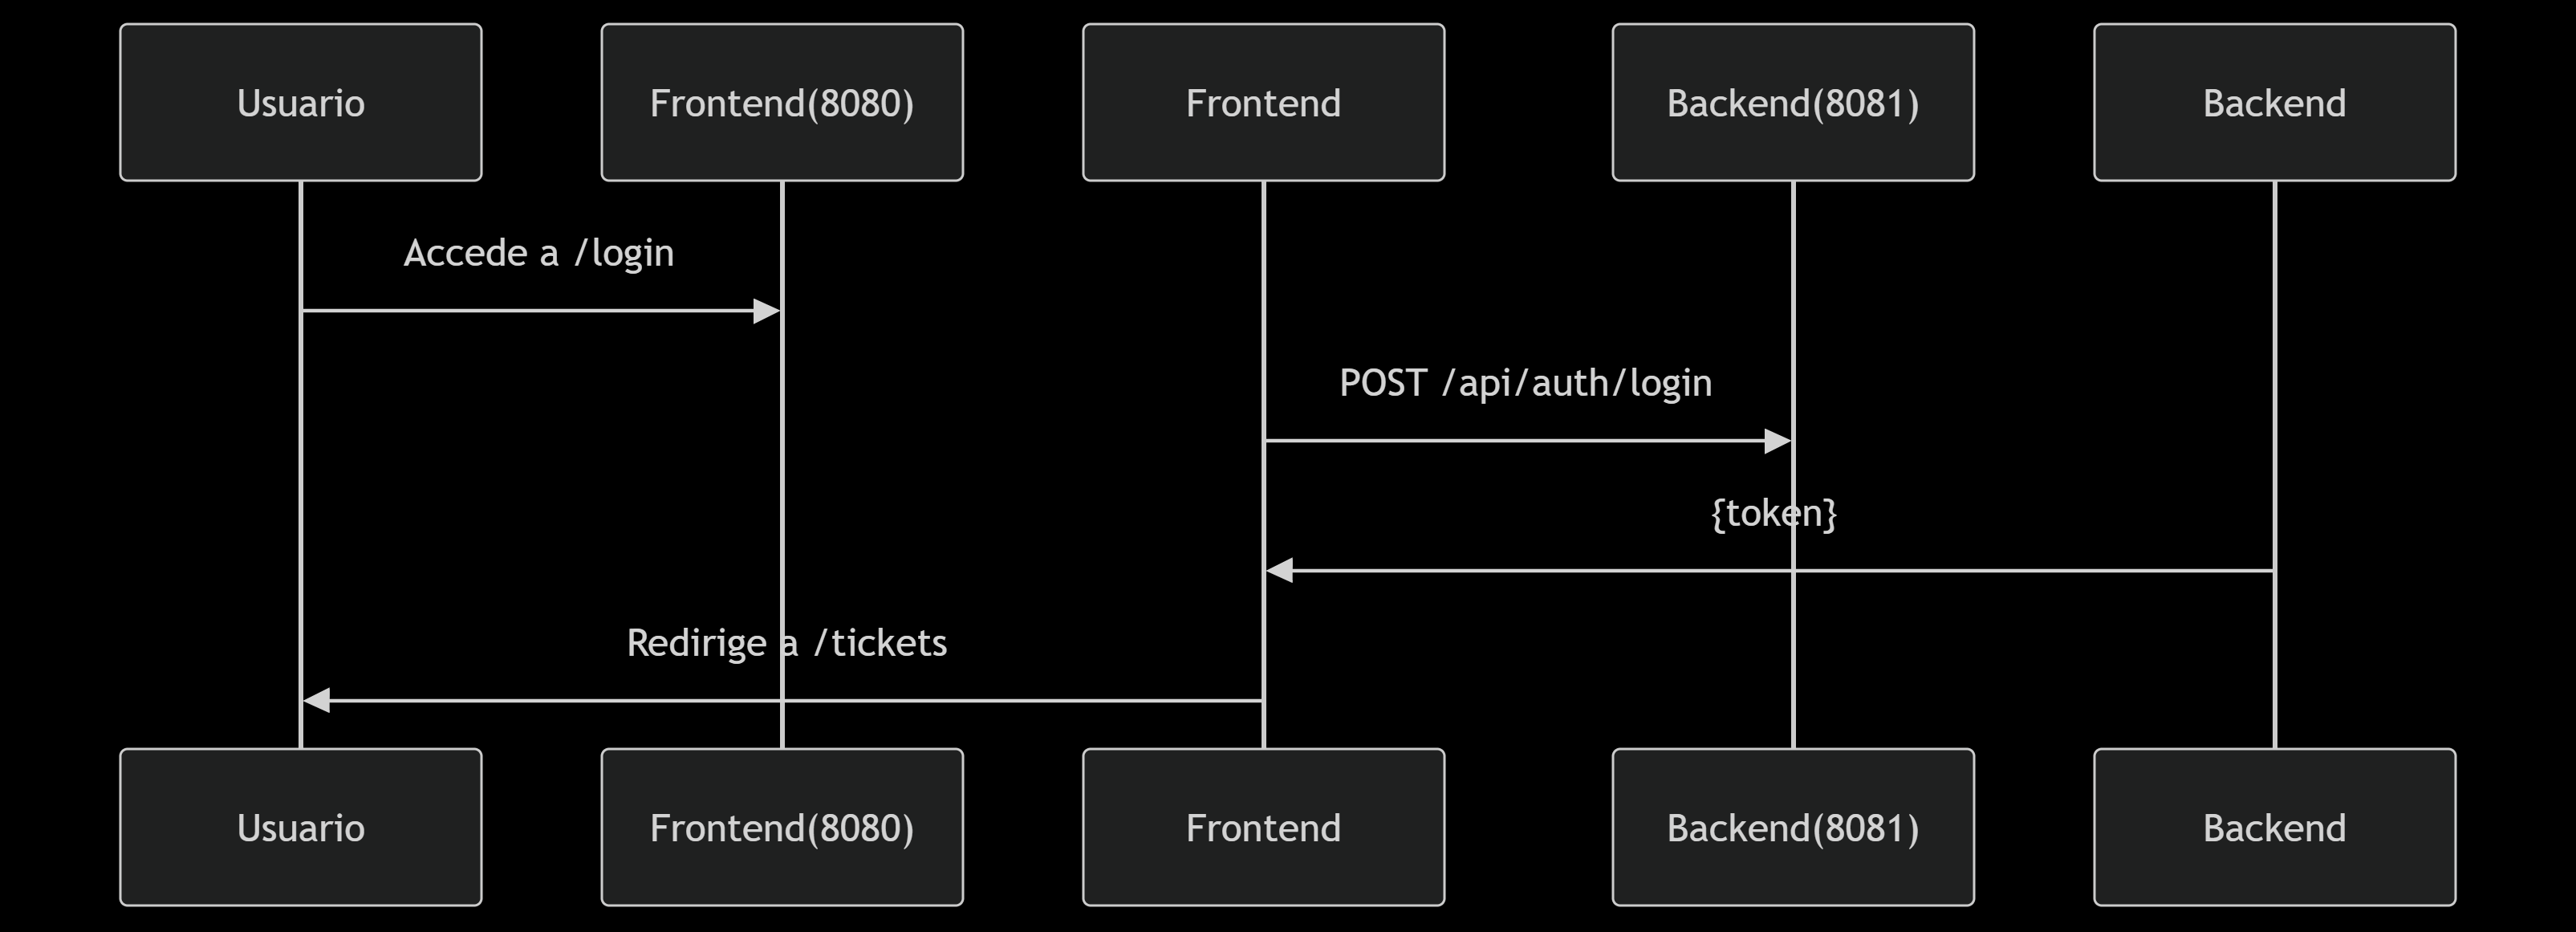 Usuario
Frontend(8080)
Frontend
Backend(8081)
Backend
Accede a /login
POST /api/auth/login
{token}
Redirige a /tickets
Usuario
Frontend(8080)
Frontend
Backend(8081)
Backend